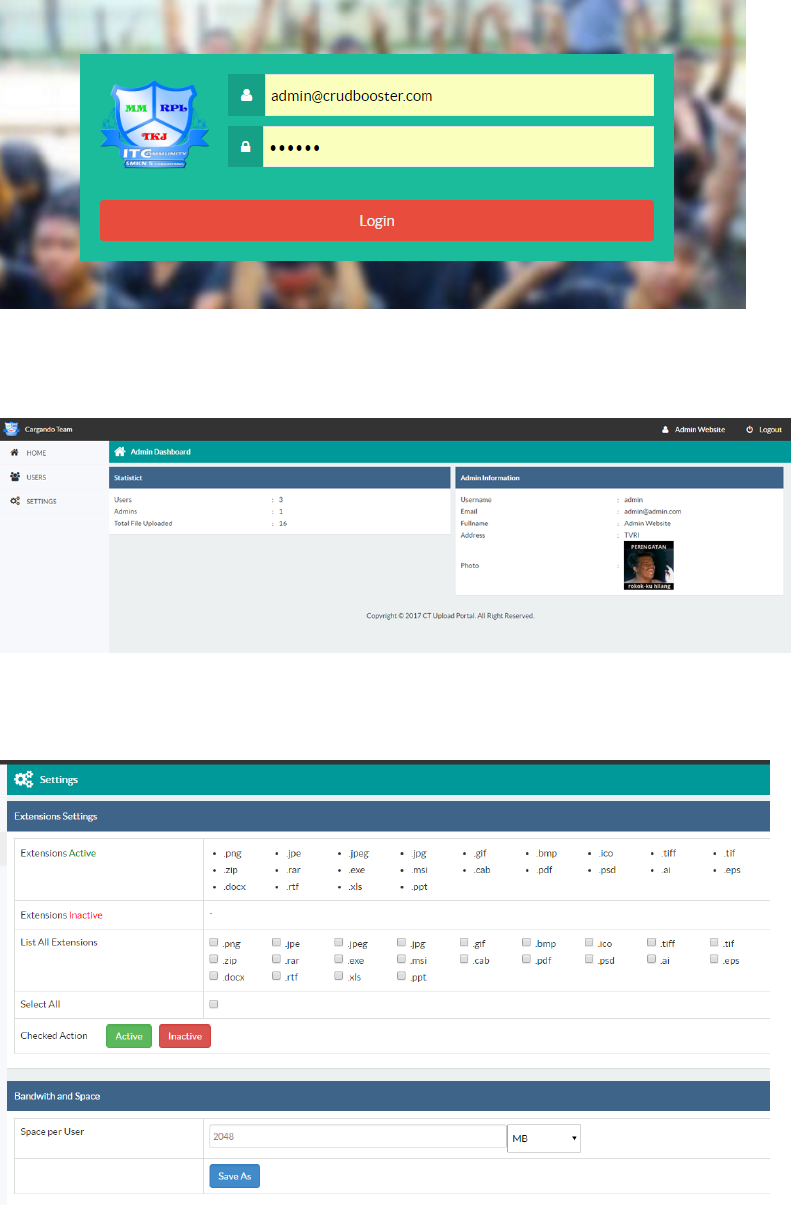 MM RPL
TKJ
ITCOMMUNITY
admin@crudbooster.com
••••••
Login
Cargando Team
Admin Website Logout
HOME
USERS
SETTINGS
Admin Dashboard
Statistict
Users : 3
Admins : 1
Total File Uploaded : 16
Admin Information
Username : admin
Email : admin@admin.com
Fullname : Admin Website
Address : TVRI
Photo :
PERINGATAN
rokok-ku hilang
Copyright © 2017 CT Upload Portal. All Right Reserved.
Settings
Extensions Settings
Extensions Active
• .png • .jpe • .jpeg • .jpg • .gif • .bmp • .ico • .tiff • .tif
• .zip • .rar • .exe • .msi • .cab • .pdf • .psd • .ai • .eps
• .docx • .rtf • .xls • .ppt
Extensions Inactive -
List All Extensions
.png .jpe .jpeg .jpg .gif .bmp .ico .tiff .tif
.zip .rar .exe .msi .cab .pdf .psd .ai .eps
.docx .rtf .xls .ppt
Select All
Checked Action Active Inactive
Bandwith and Space
Space per User 2048 MB
Save As